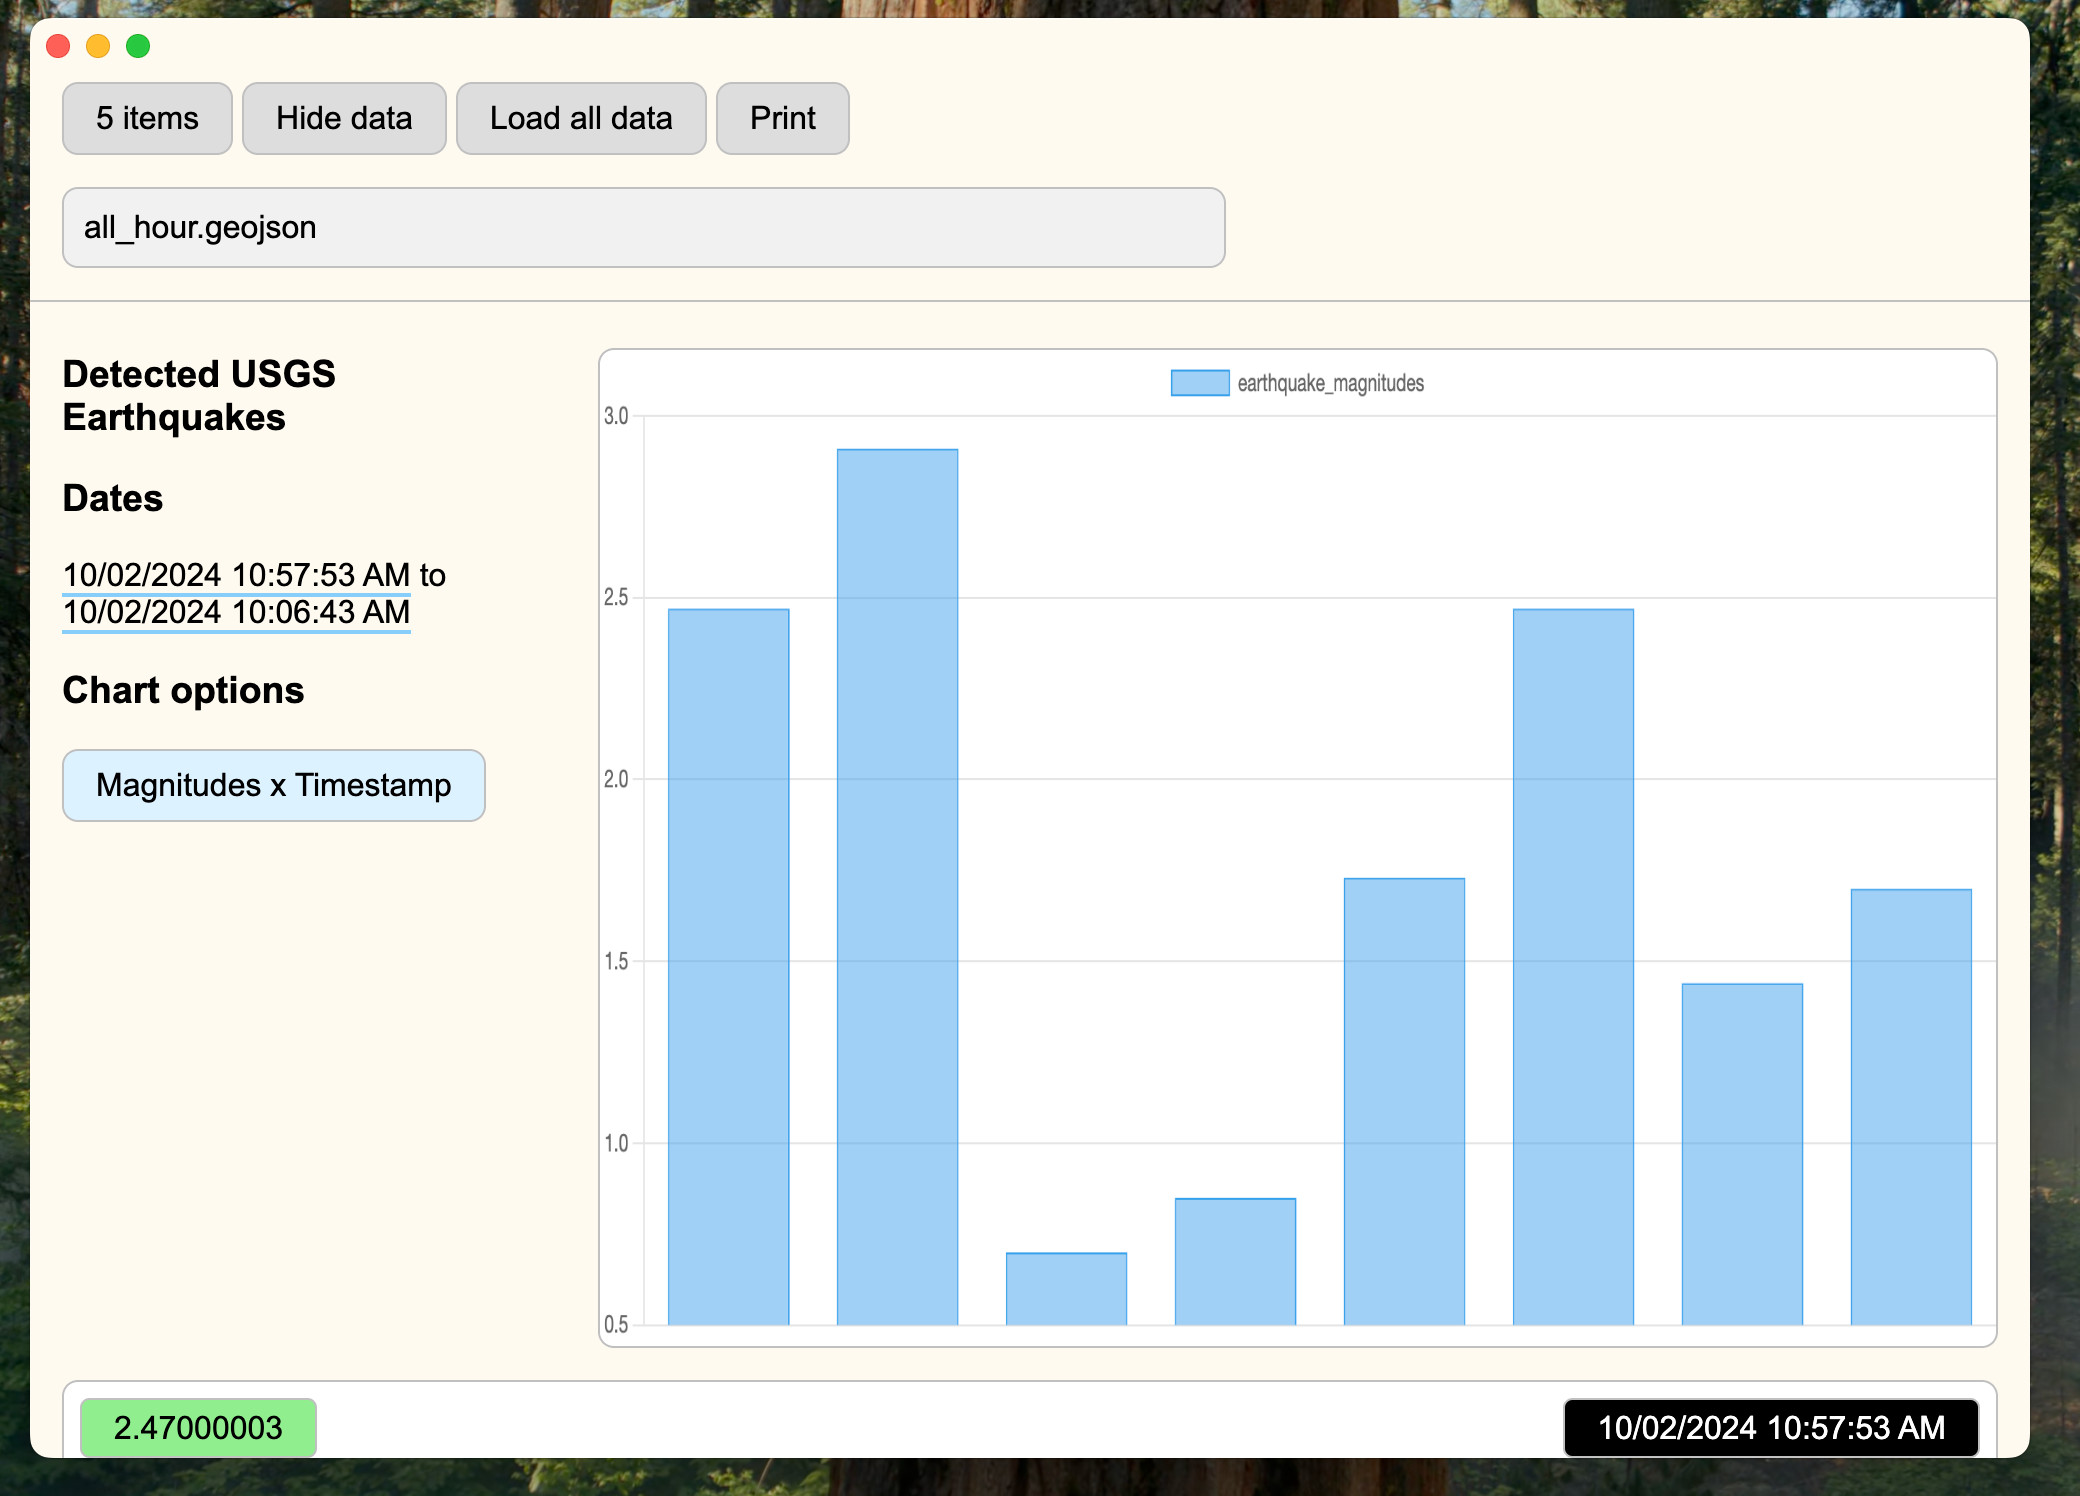 5 items
Hide data
Load all data
Print
all_hour.geojson
Detected USGS
Earthquakes
Dates
10/02/2024 10:57:53 AM to
10/02/2024 10:06:43 AM
Chart options
Magnitudes x Timestamp
earthquake_magnitudes
3.0
2.5
2.0
1.5
1.0
0.5
2.47000003
10/02/2024 10:57:53 AM